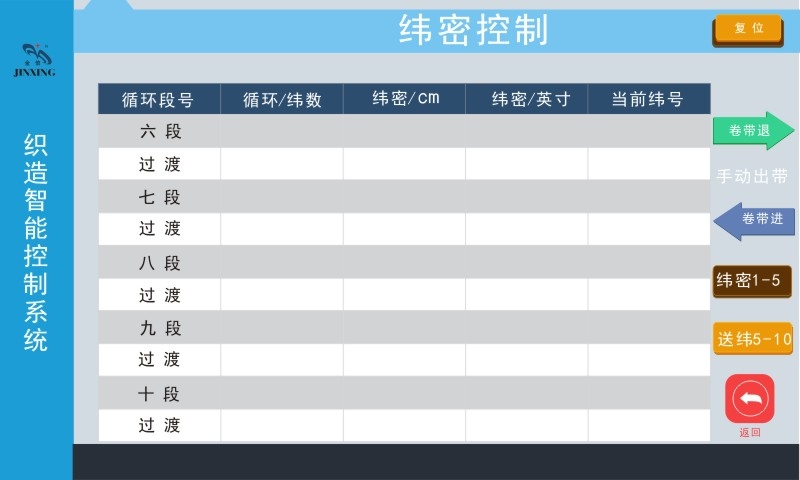 纬密控制
复位
JINXING
织造智能控制系统
循环段号 循环/纬数 纬密/cm 纬密/英寸 当前纬号
六 段
过 渡
七 段
过 渡
八 段
过 渡
九 段
过 渡
十 段
过 渡
卷带退
手动出带
卷带进
纬密1-5
送纬5-10
返回